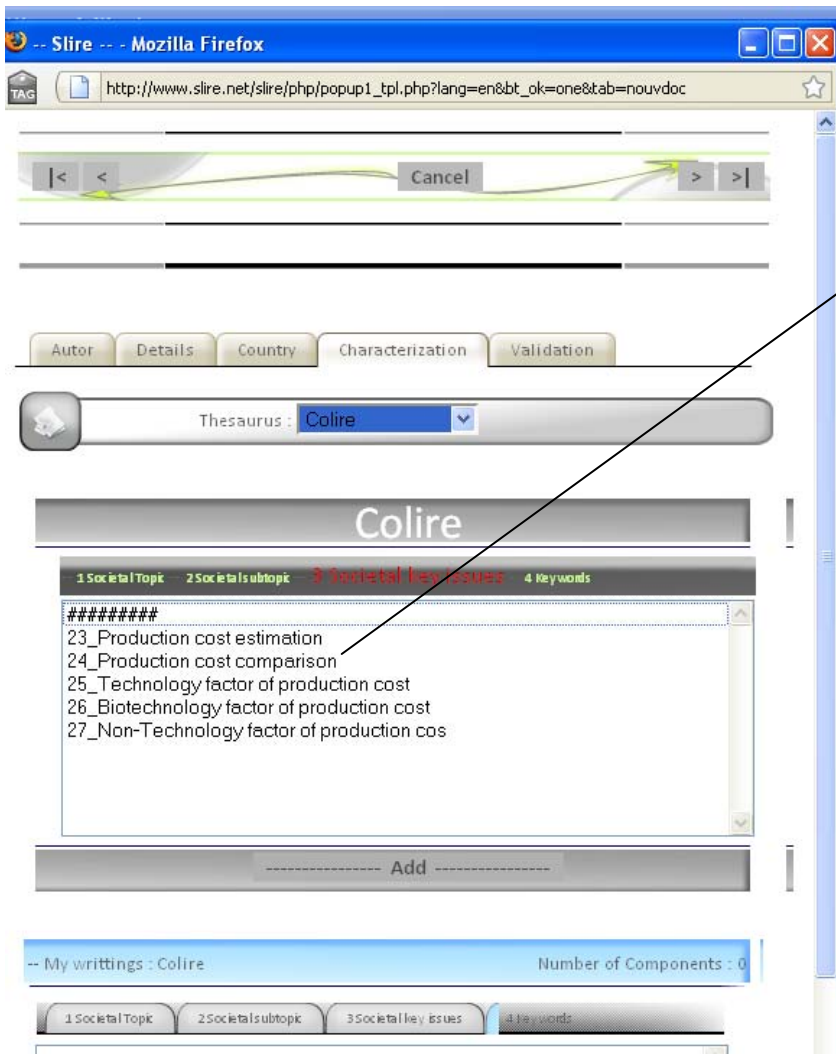 -- Slire -- - Mozilla Firefox
TAG http://www.slire.net/slire/php/popup1_tpl.php?lang=en&bt_ok=one&tab=nouvdoc
|< < Cancel > >|
Autor Details Country Characterization Validation
Thesaurus : Colire
Colire
1 Societal Topic 2 Societal subtopic 3 Societal key issues 4 Keywords
#########
23_Production cost estimation
24_Production cost comparison
25_Technology factor of production cost
26_Biotechnology factor of production cost
27_Non-Technology factor of production cos
---------------- Add ----------------
-- My writtings : Colire Number of Components : 0
1 Societal Topic 2 Societal subtopic 3 Societal key issues 4 Keywords